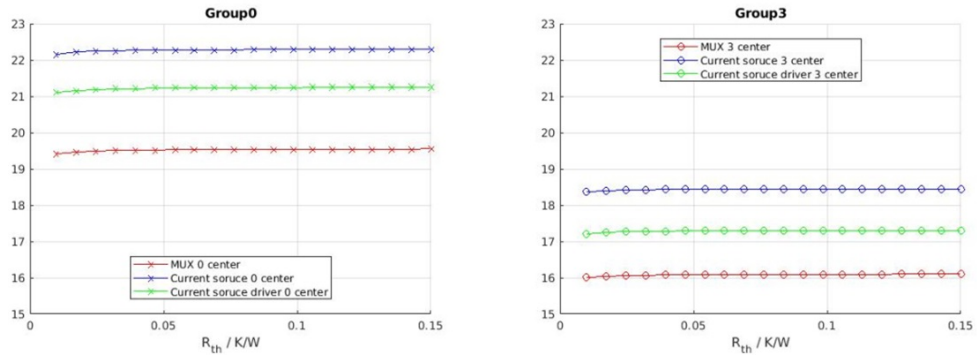 Group0
23
22
21
20
19
18
17
16
15
MUX 0 center
Current soruce 0 center
Current soruce driver 0 center
0
0.05
0.1
0.15
R_th / K/W
Group3
23
22
21
20
19
18
17
16
15
MUX 3 center
Current soruce 3 center
Current soruce driver 3 center
0
0.05
0.1
0.15
R_th / K/W